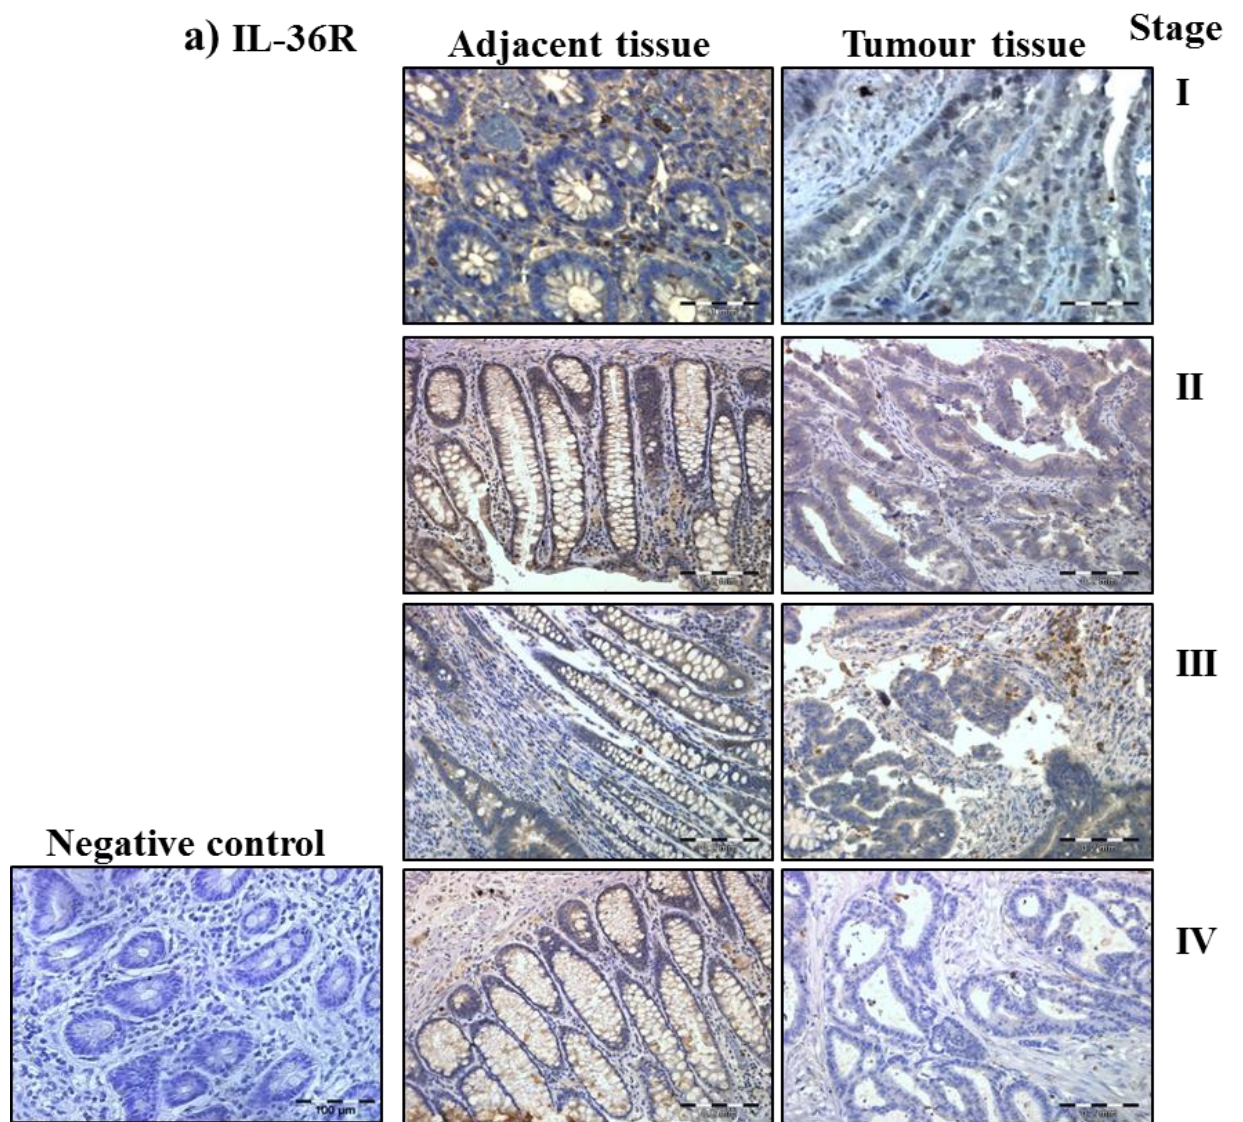 a) IL-36R
Adjacent tissue
Tumour tissue
Stage
I
II
III
Negative control
IV
100 µm